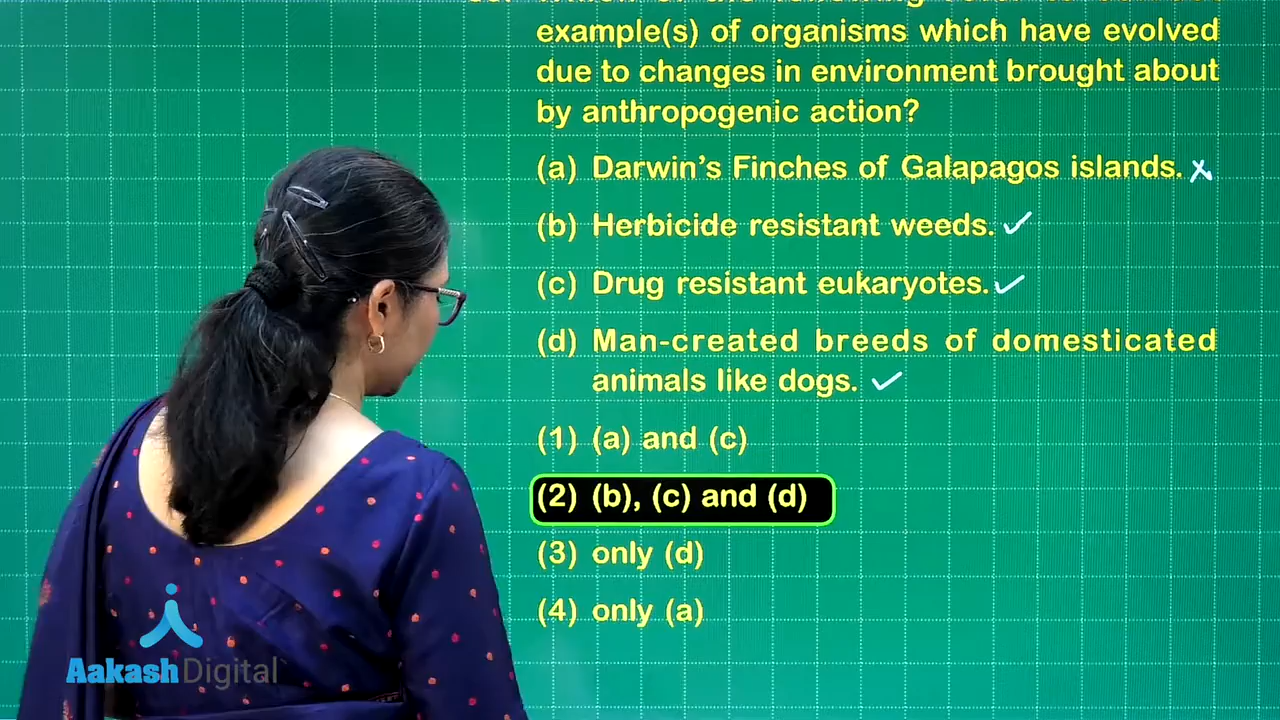 example(s) of organisms which have evolved
due to changes in environment brought about
by anthropogenic action?
(a) Darwin's Finches of Galapagos islands.
(b) Herbicide resistant weeds.
(c) Drug resistant eukaryotes.
(d) Man-created breeds of domesticated
animals like dogs.
(1) (a) and (c)
(2) (b), (c) and (d)
(3) only (d)
(4) only (a)
AakashDigital